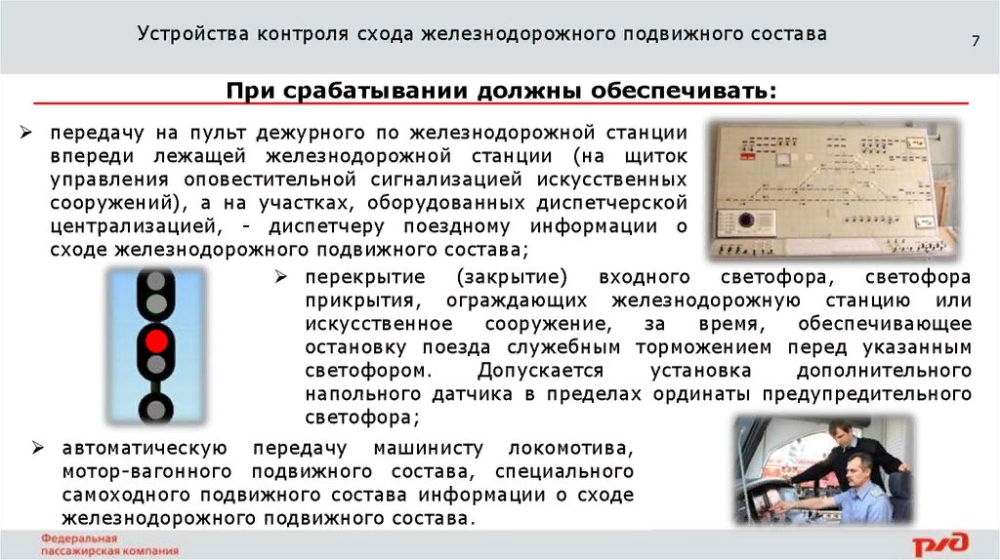 Устройства контроля схода железнодорожного подвижного состава
7
При срабатывании должны обеспечивать:
➢ передачу на пульт дежурного по железнодорожной станции
впереди лежащей железнодорожной станции (на щиток
управления оповестительной сигнализацией искусственных
сооружений), а на участках, оборудованных диспетчерской
централизацией, - диспетчеру поездному информации о
сходе железнодорожного подвижного состава;
➢ перекрытие (закрытие) входного светофора, светофора
прикрытия, ограждающих железнодорожную станцию или
искусственное сооружение, за время, обеспечивающее
остановку поезда служебным торможением перед указанным
светофором. Допускается установка дополнительного
напольного датчика в пределах ординаты предупредительного
светофора;
➢ автоматическую передачу машинисту локомотива,
мотор-вагонного подвижного состава, специального
самоходного подвижного состава информации о сходе
железнодорожного подвижного состава.
Федеральная
пассажирская компания
ржд